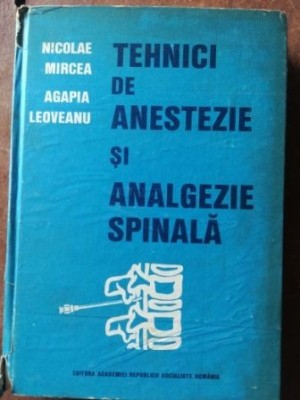 NICOLAE
MIRCEA
AGAPIA
LEOVEANU
TEHNICI
DE
ANESTEZIE
ȘI
ANALGEZIE
SPINALĂ
EDITURA ACADEMIEI REPUBLICII SOCIALISTE ROMÂNIA